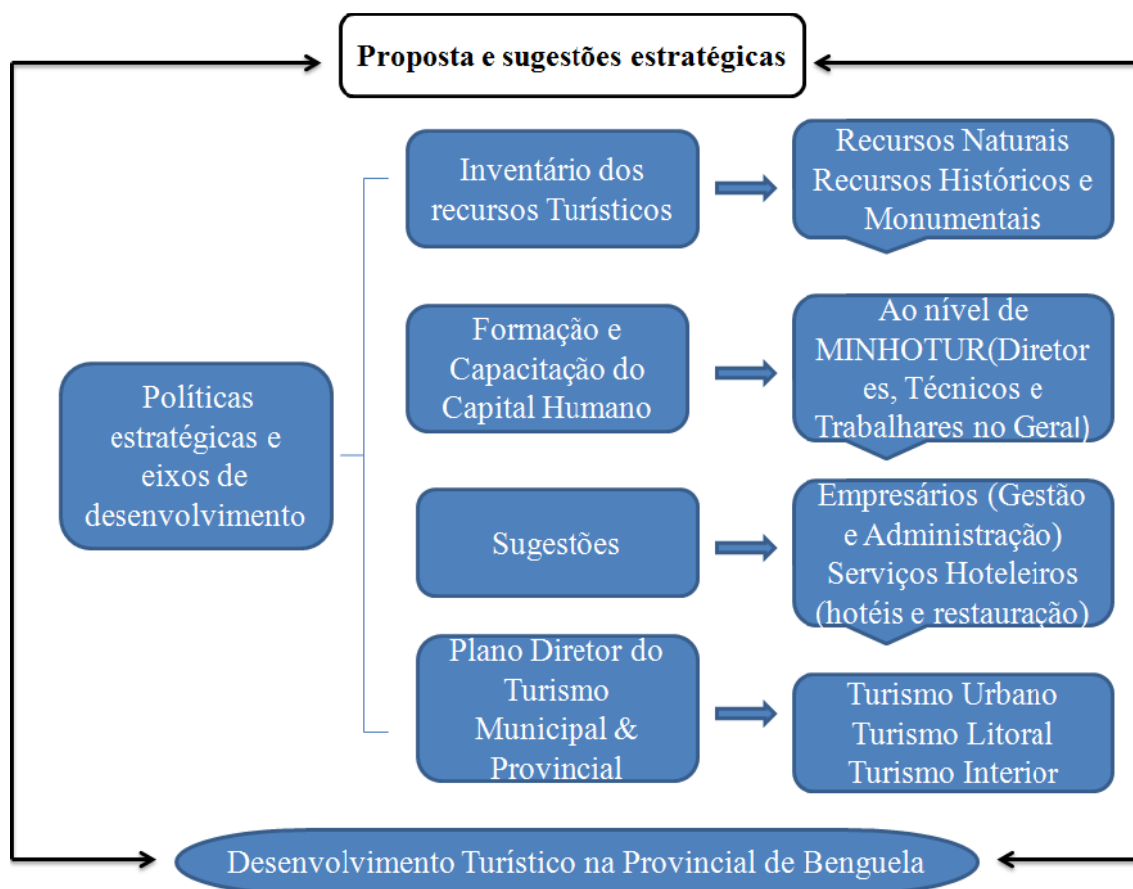 Proposta e sugestões estratégicas
Políticas
estratégicas e
eixos de
desenvolvimento
Inventário dos
recursos Turísticos
Recursos Naturais
Recursos Históricos e
Monumentais
Formação e
Capacitação do
Capital Humano
Ao nível de
MINHOTUR(Diretor
es, Técnicos e
Trabalhares no Geral)
Sugestões
Empresários (Gestão
e Administração)
Serviços Hoteleiros
(hotéis e restauração)
Plano Diretor do
Turismo
Municipal &
Provincial
Turismo Urbano
Turismo Litoral
Turismo Interior
Desenvolvimento Turístico na Provincial de Benguela